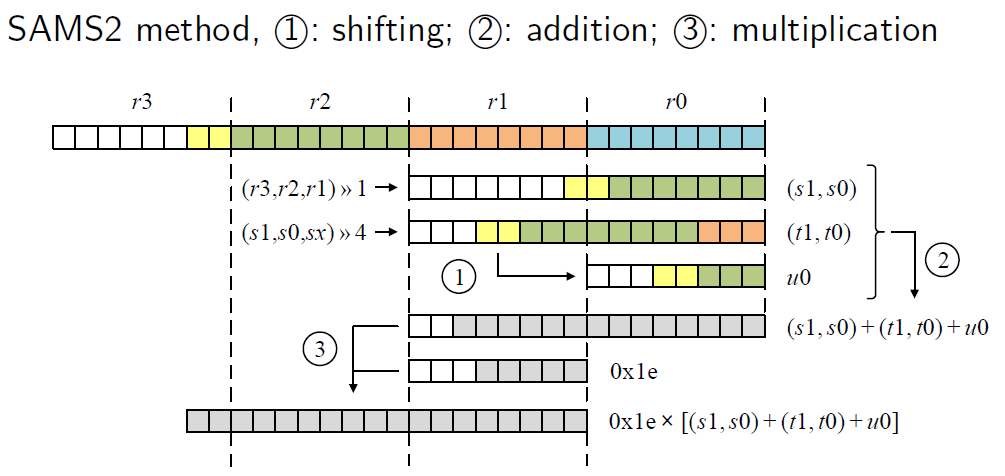 SAMS2 method, ①: shifting; ②: addition; ③: multiplication
r3 r2 r1 r0
(r3,r2,r1) » 1 (s1,s0)
(s1,s0,sx) » 4 (t1,t0)
① u0
②
(s1,s0)+(t1,t0)+u0
③
0x1e
0x1e × [(s1,s0)+(t1,t0)+u0]